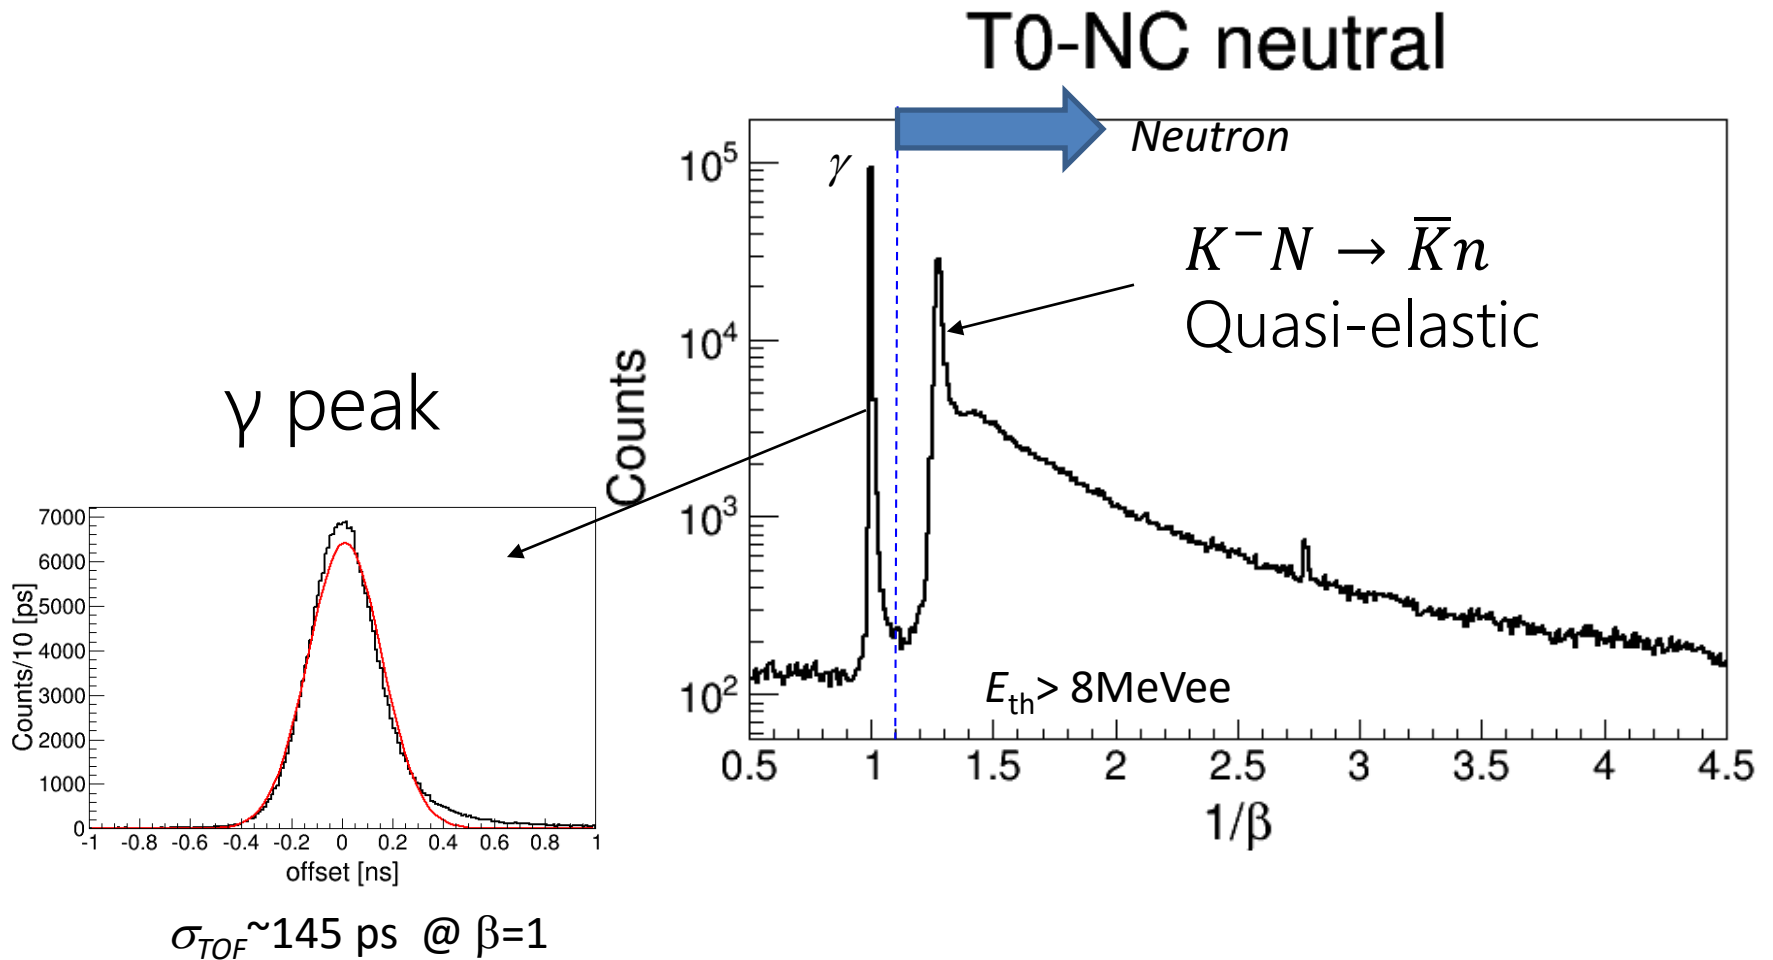 T0-NC neutral
Neutron
γ
K⁻N → K̅n
Quasi-elastic
10⁵
10⁴
10³
10²
Counts
E_th> 8MeVee
0.5 1 1.5 2 2.5 3 3.5 4 4.5
1/β
γ peak
7000
6000
5000
4000
3000
2000
1000
0
Counts/10 [ps]
-1 -0.8 -0.6 -0.4 -0.2 0 0.2 0.4 0.6 0.8 1
offset [ns]
σ_TOF~145 ps @ β=1